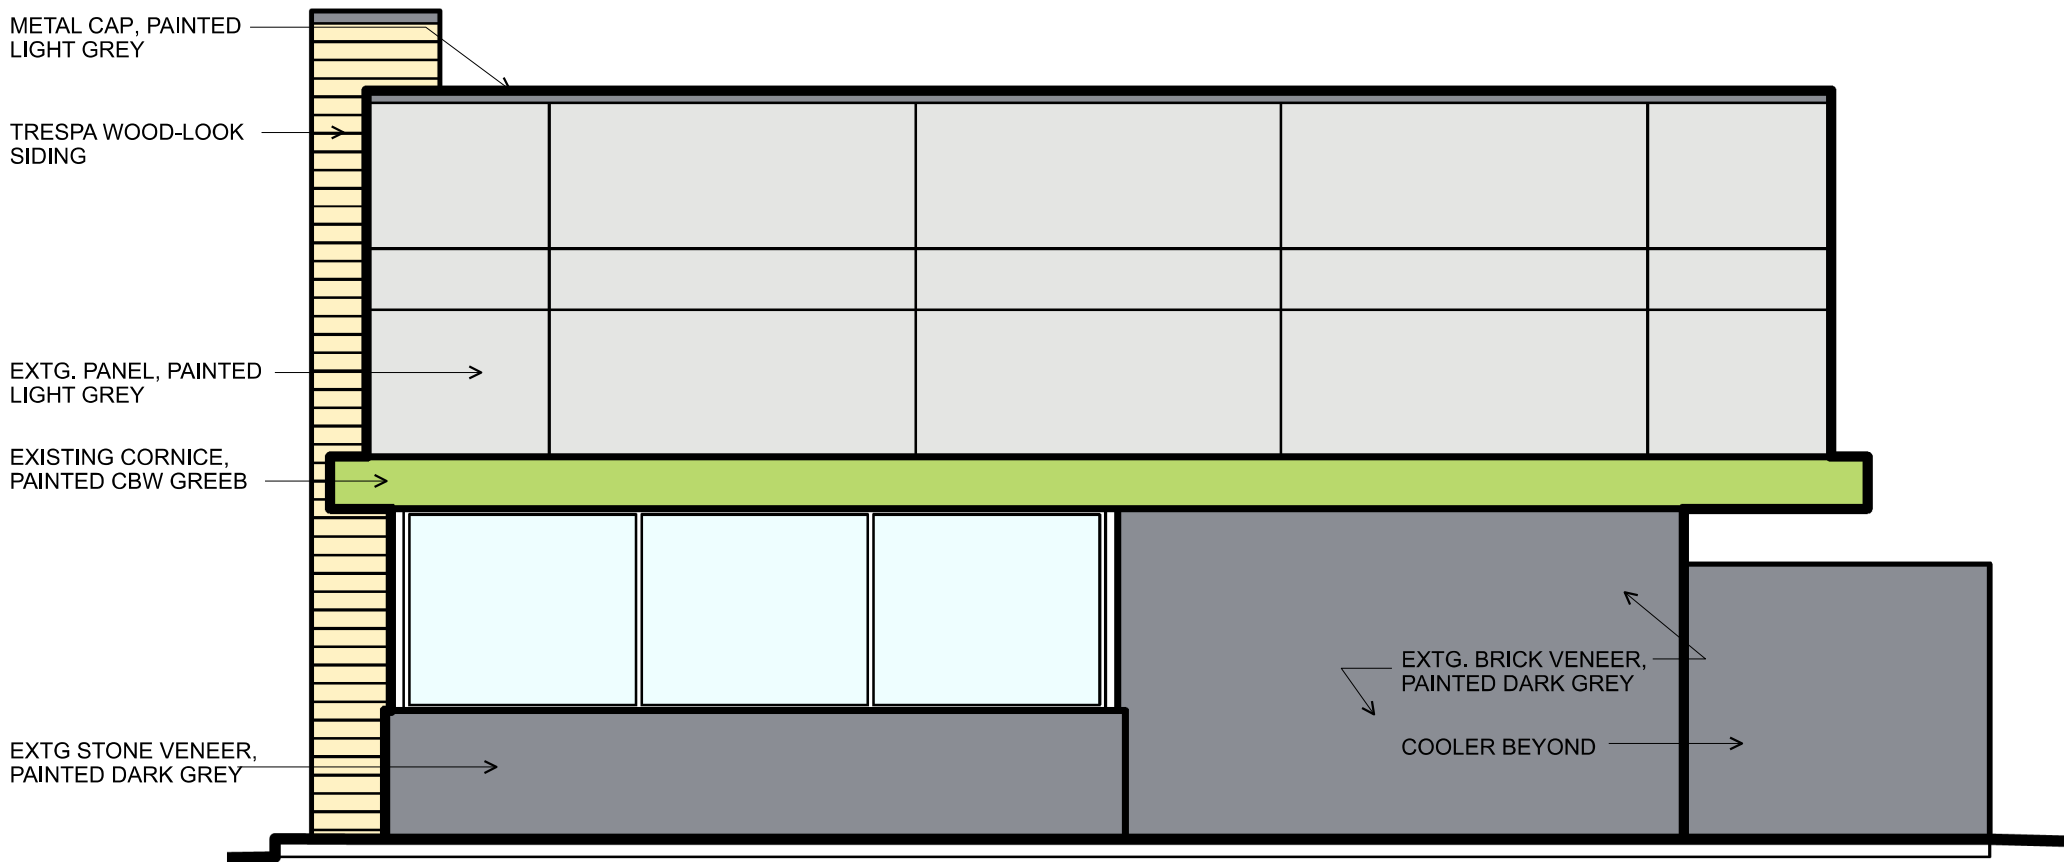 METAL CAP, PAINTED
LIGHT GREY
TRESPA WOOD-LOOK
SIDING
EXTG. PANEL, PAINTED
LIGHT GREY
EXISTING CORNICE,
PAINTED CBW GREEB
EXTG. BRICK VENEER,
PAINTED DARK GREY
COOLER BEYOND
EXTG STONE VENEER,
PAINTED DARK GREY